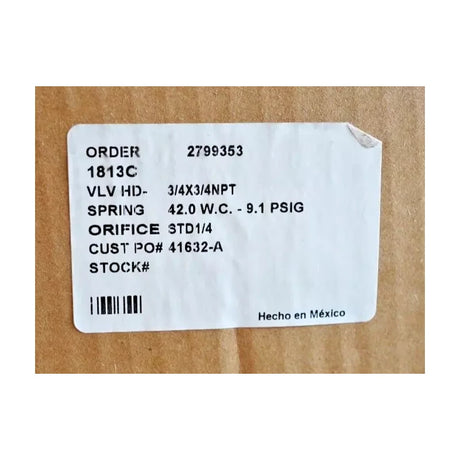 ORDER 2799353
1813C
VLV HD- 3/4X3/4NPT
SPRING 42.0 W.C. - 9.1 PSIG
ORIFICE STD1/4
CUST PO# 41632-A
STOCK#
Hecho en México